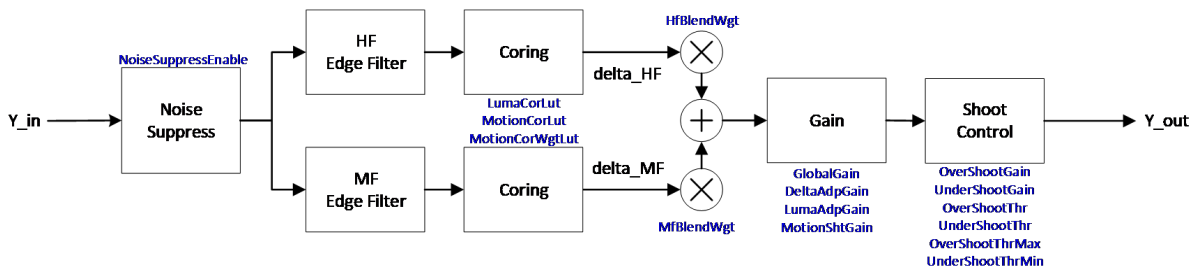 NoiseSuppressEnable
Y_in
Noise
Suppress
HF
Edge Filter
Coring
delta_HF
HfBlendWgt
LumaCorLut
MotionCorLut
MotionCorWgtLut
MF
Edge Filter
Coring
delta_MF
MfBlendWgt
Gain
GlobalGain
DeltaAdpGain
LumaAdpGain
MotionShtGain
Shoot
Control
OverShootGain
UnderShootGain
OverShootThr
UnderShootThr
OverShootThrMax
UnderShootThrMin
Y_out